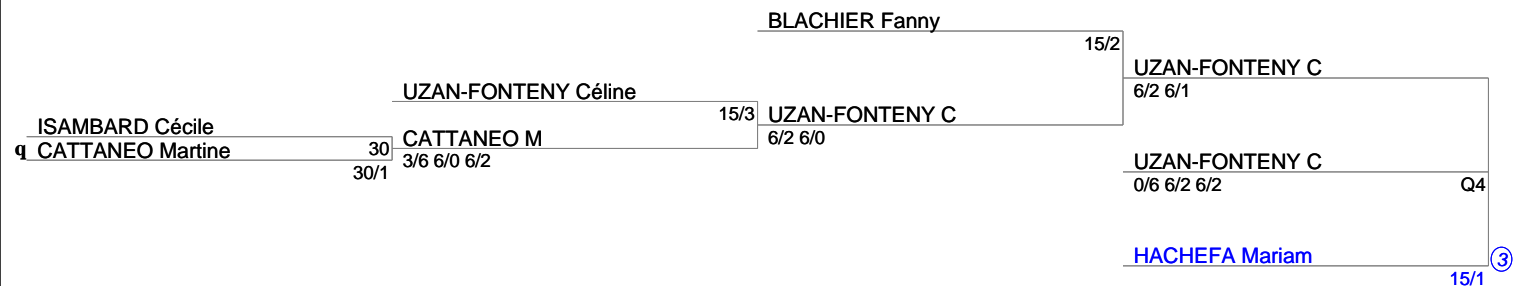 BLACHIER Fanny
15/2
UZAN-FONTENY C
6/2 6/1
UZAN-FONTENY Céline
15/3
UZAN-FONTENY C
6/2 6/0
ISAMBARD Cécile
30
CATTANEO M
3/6 6/0 6/2
q CATTANEO Martine
30/1
UZAN-FONTENY C
0/6 6/2 6/2
Q4
HACHEFA Mariam
3
15/1